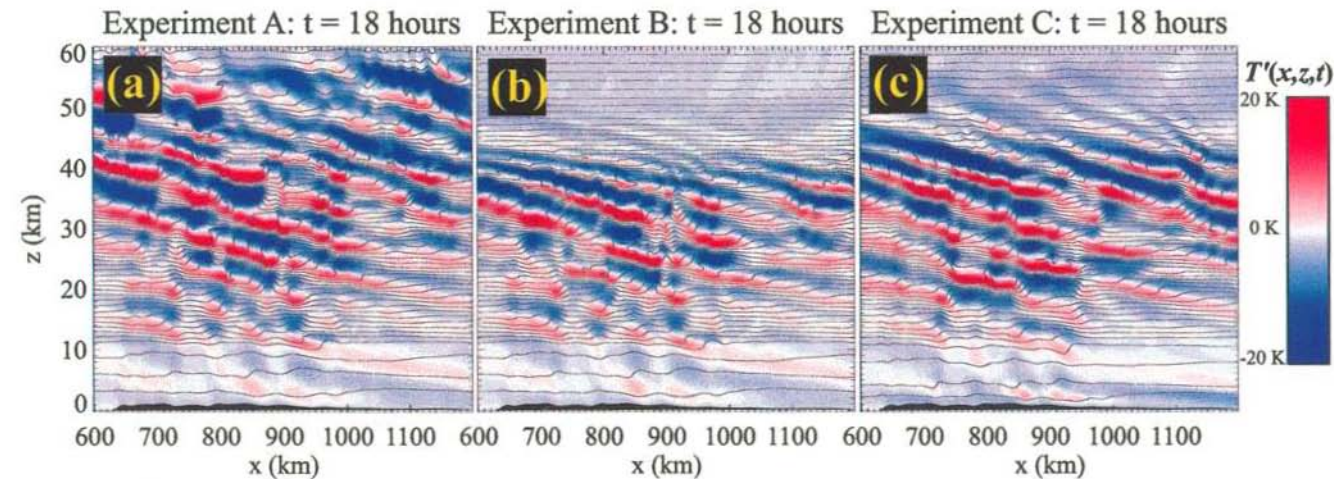 Experiment A: t = 18 hours
Experiment B: t = 18 hours
Experiment C: t = 18 hours
(a)
(b)
(c)
T'(x,z,t)
20 K
0 K
-20 K
z (km)
60
50
40
30
20
10
0
600 700 800 900 1000 1100
600 700 800 900 1000 1100
600 700 800 900 1000 1100
x (km)
x (km)
x (km)